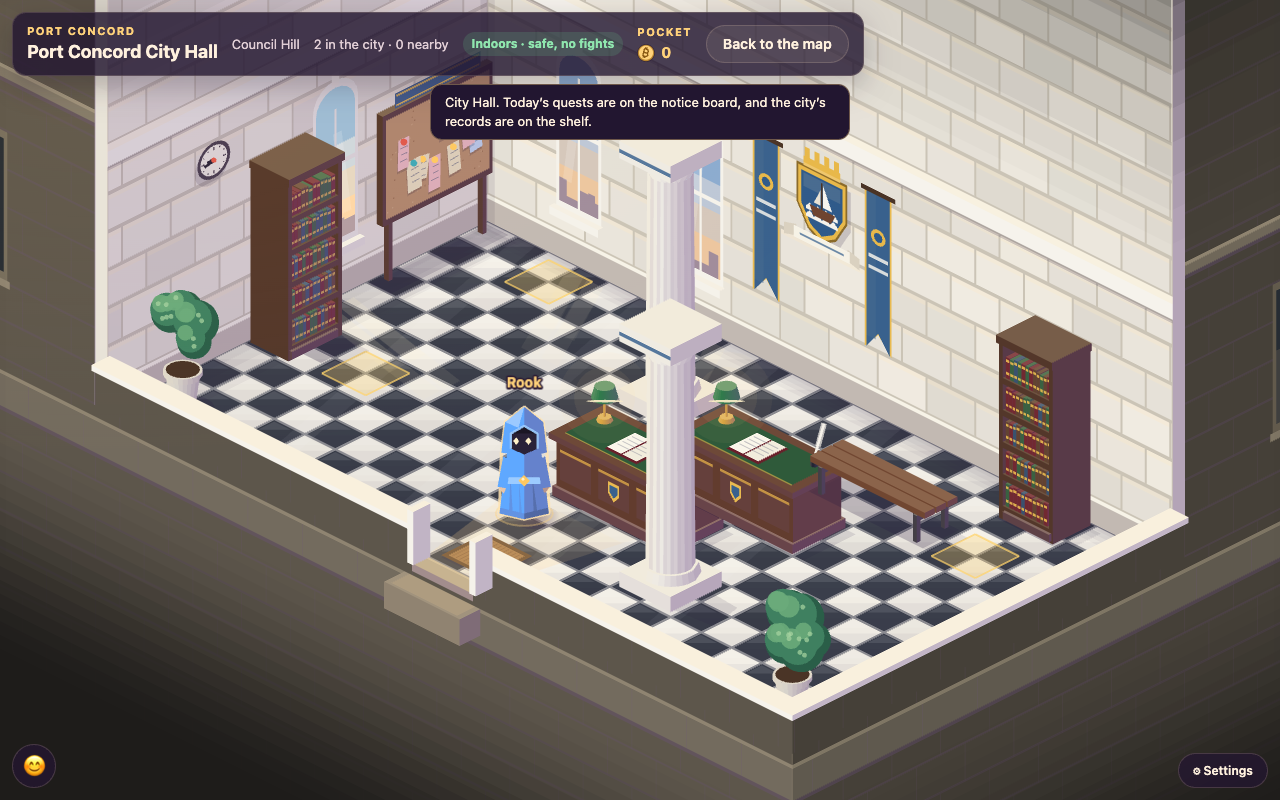 PORT CONCORD
Port Concord City Hall
Council Hill
2 in the city · 0 nearby
Indoors · safe, no fights
POCKET
0
Back to the map
City Hall. Today’s quests are on the notice board, and the city’s
records are on the shelf.
Rook
Settings